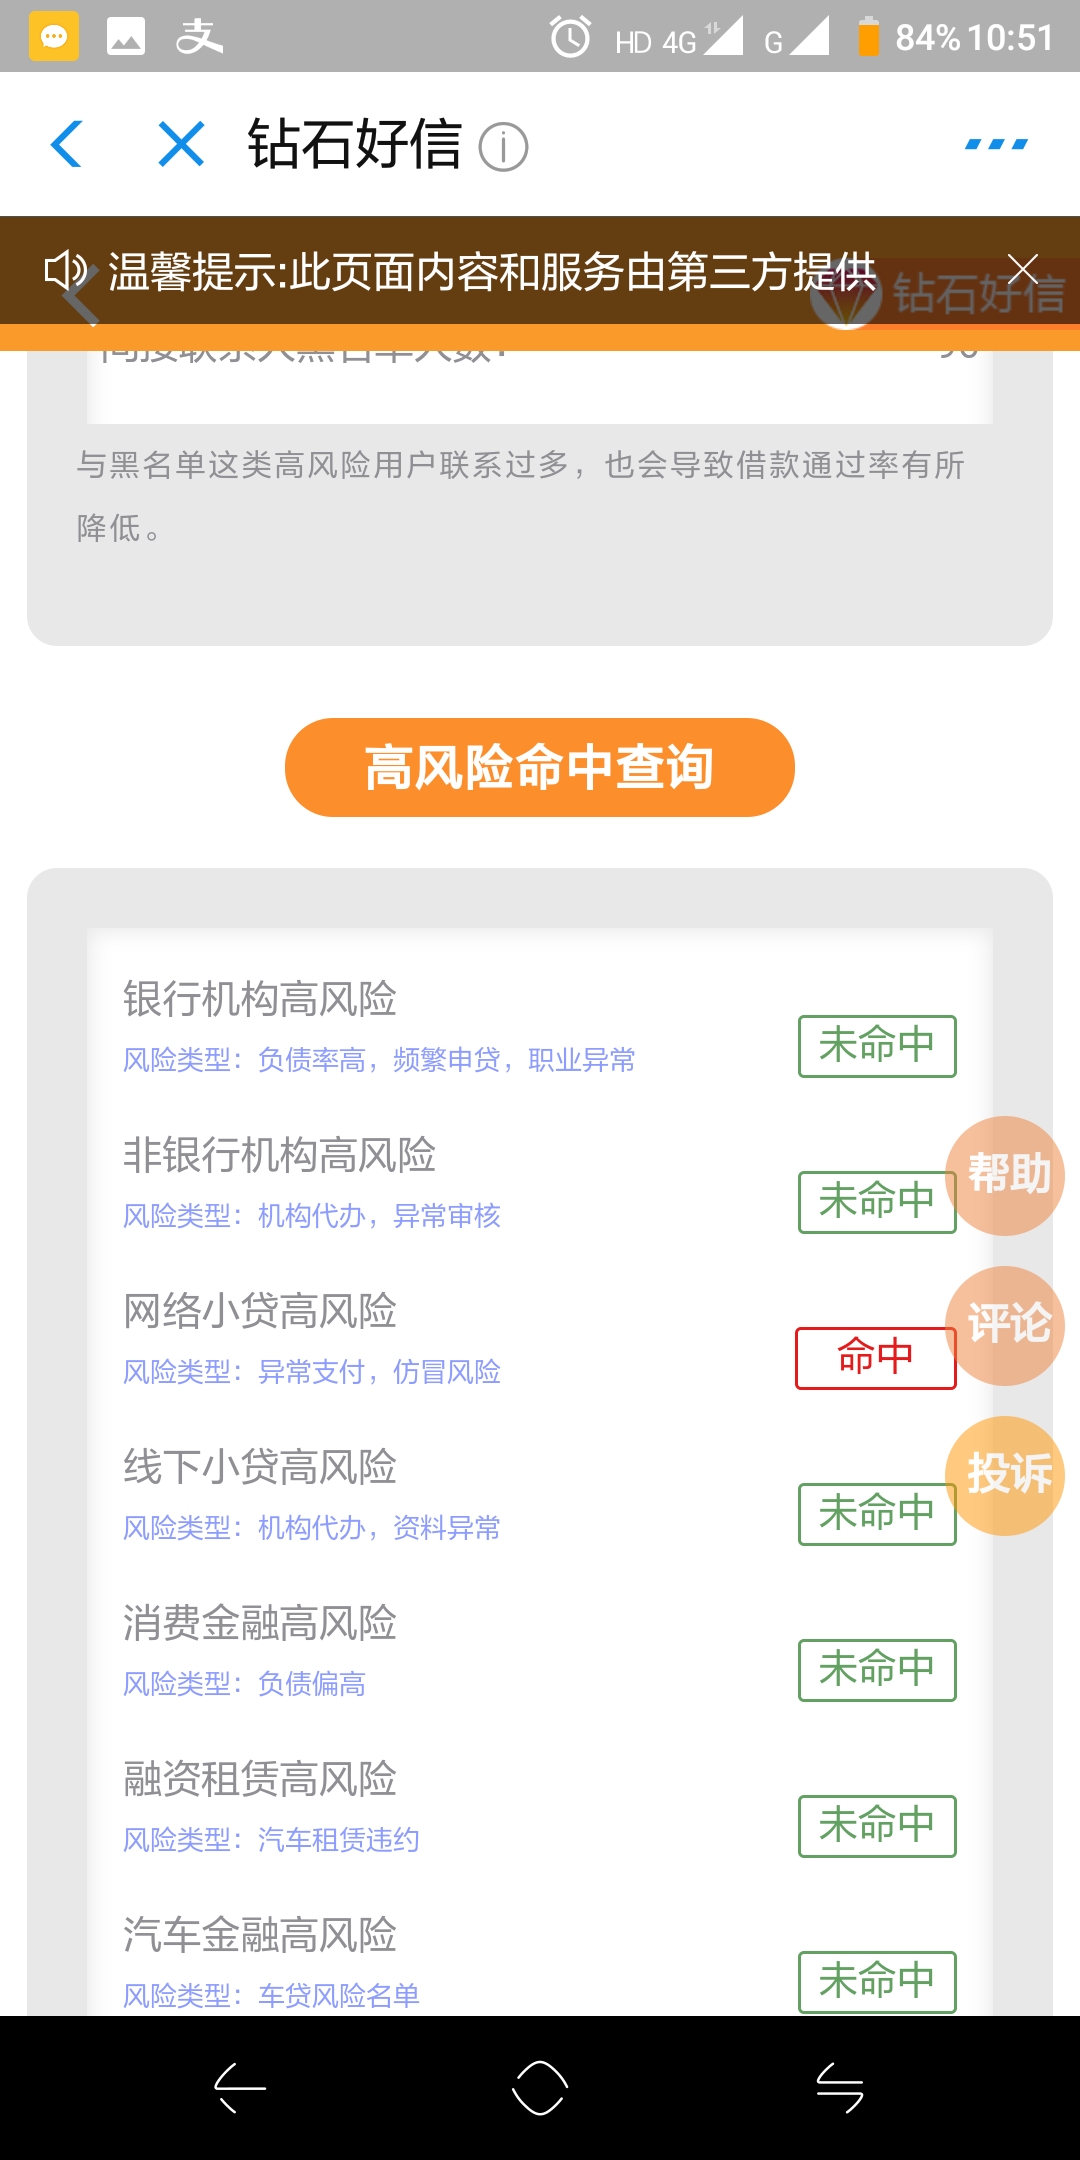 HD 4G G 84% 10:51
钻石好信
温馨提示:此页面内容和服务由第三方提供
钻石好信
间接联系人黑名单人数:
与黑名单这类高风险用户联系过多，也会导致借款通过率有所
降低。
高风险命中查询
银行机构高风险
风险类型：负债率高，频繁申贷，职业异常
未命中
非银行机构高风险
风险类型：机构代办，异常审核
未命中
帮助
网络小贷高风险
风险类型：异常支付，仿冒风险
命中
评论
线下小贷高风险
风险类型：机构代办，资料异常
未命中
投诉
消费金融高风险
风险类型：负债偏高
未命中
融资租赁高风险
风险类型：汽车租赁违约
未命中
汽车金融高风险
风险类型：车贷风险名单
未命中